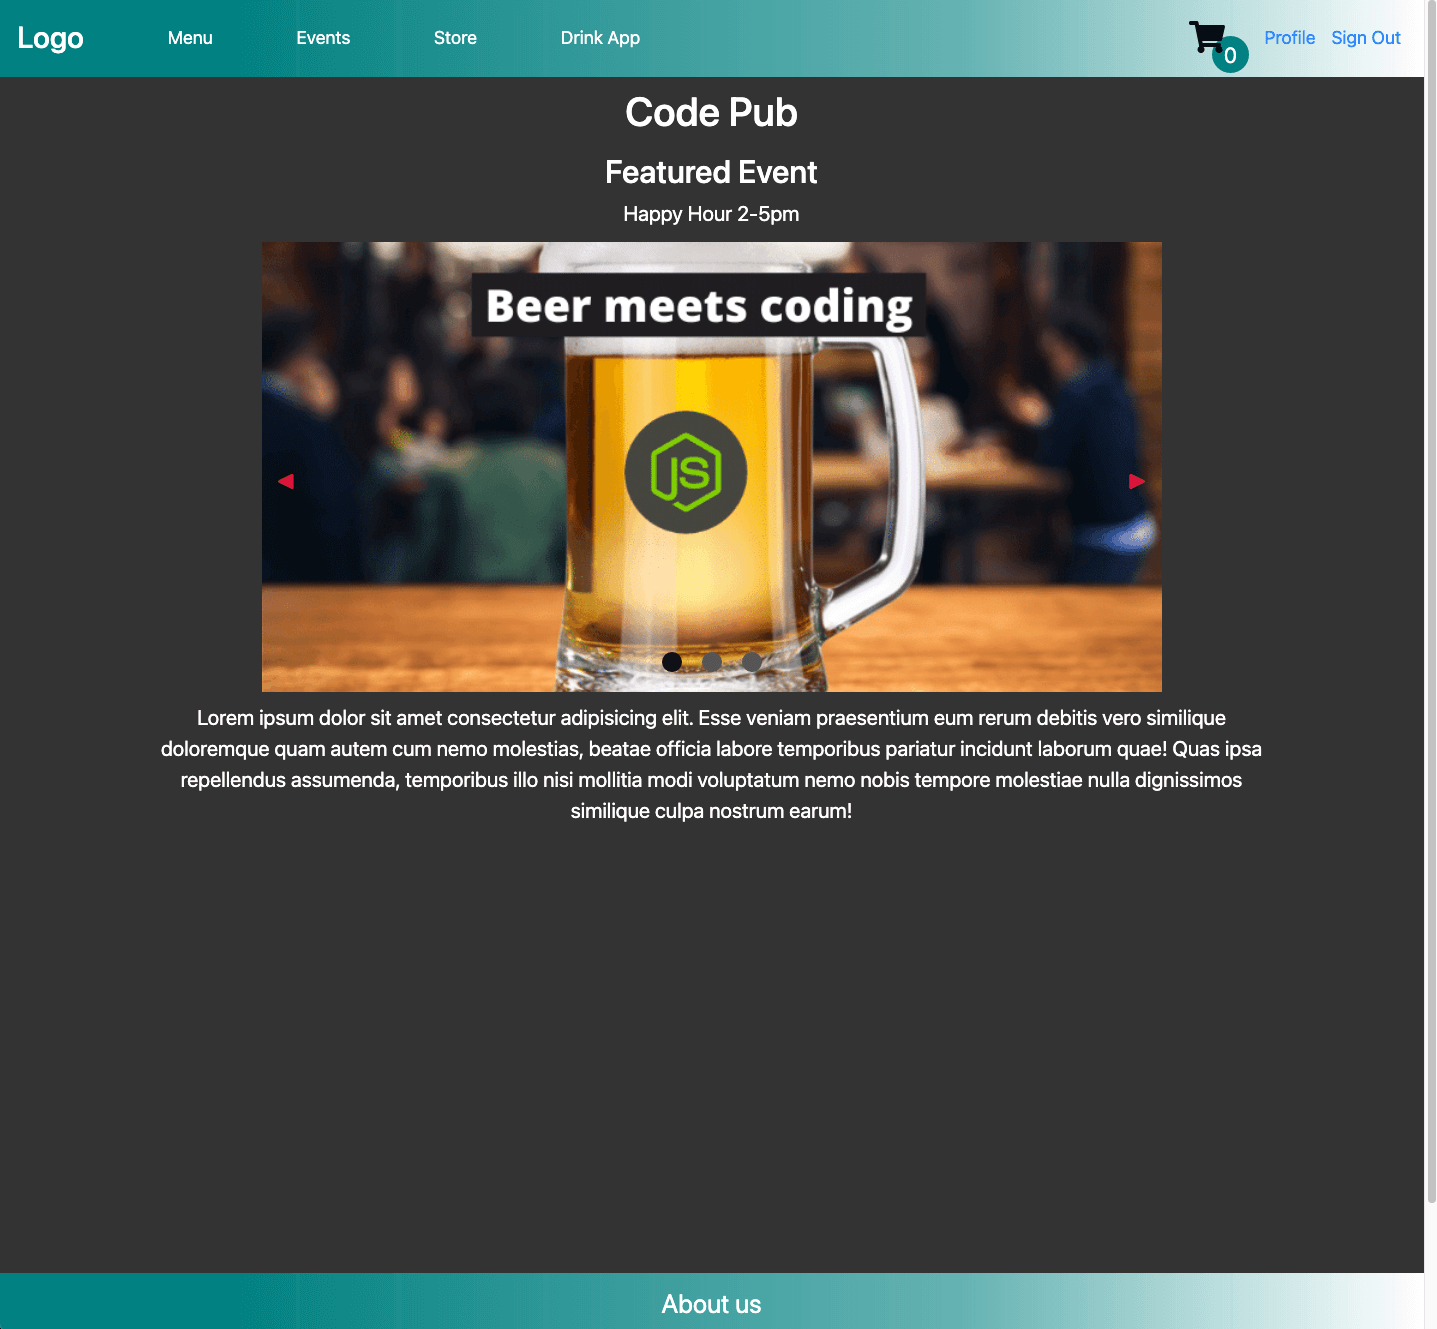 Logo
Menu
Events
Store
Drink App
0
Profile
Sign Out
Code Pub
Featured Event
Happy Hour 2-5pm
Beer meets coding
JS
Lorem ipsum dolor sit amet consectetur adipisicing elit. Esse veniam praesentium eum rerum debitis vero similique
doloremque quam autem cum nemo molestias, beatae officia labore temporibus pariatur incidunt laborum quae! Quas ipsa
repellendus assumenda, temporibus illo nisi mollitia modi voluptatum nemo nobis tempore molestiae nulla dignissimos
similique culpa nostrum earum!
About us